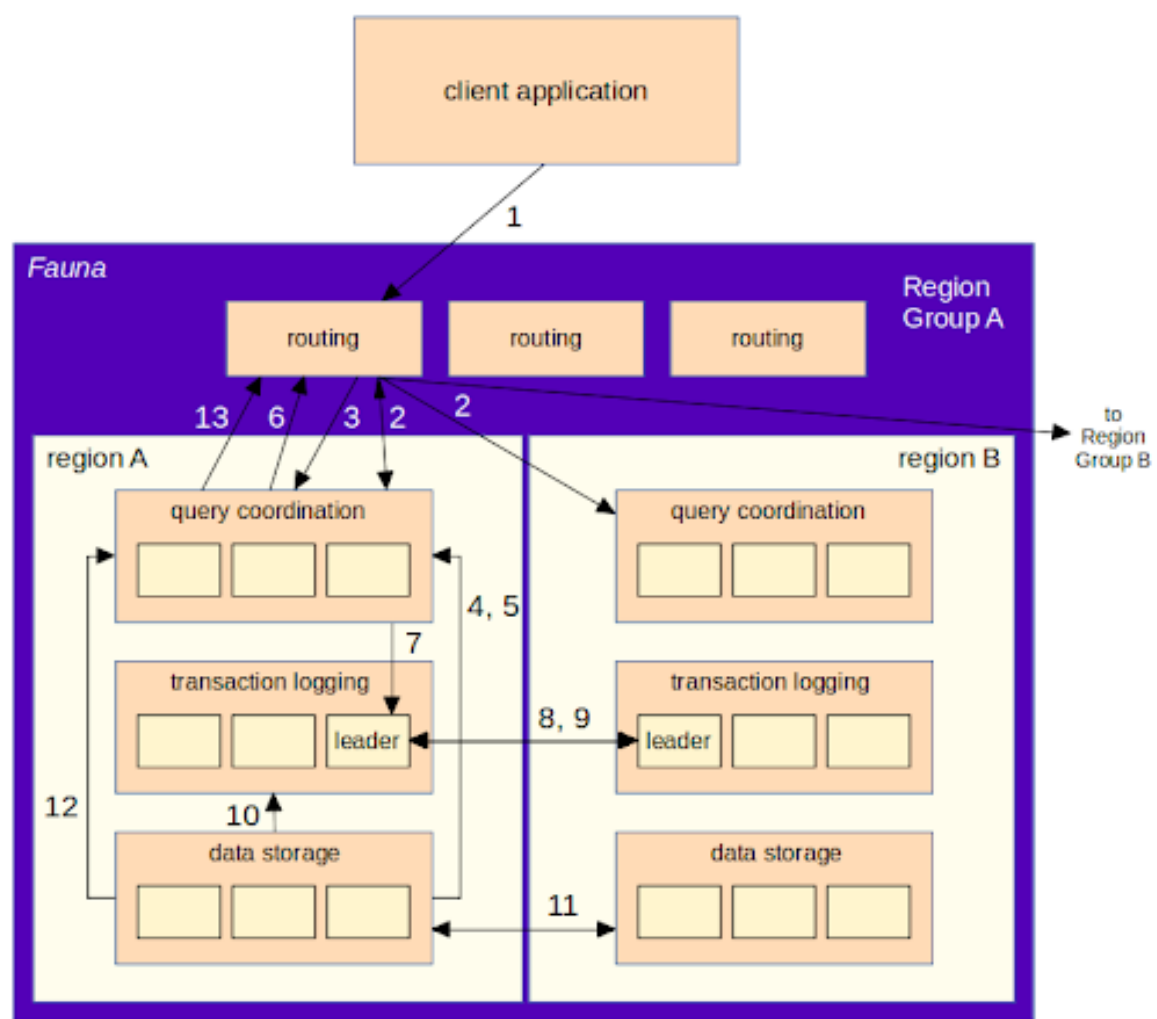 client application
1
Fauna
Region
Group A
routing
routing
routing
13
6
3
2
2
to
Region
Group B
region A
region B
query coordination
query coordination
4, 5
7
transaction logging
transaction logging
leader
8, 9
leader
12
10
data storage
data storage
11